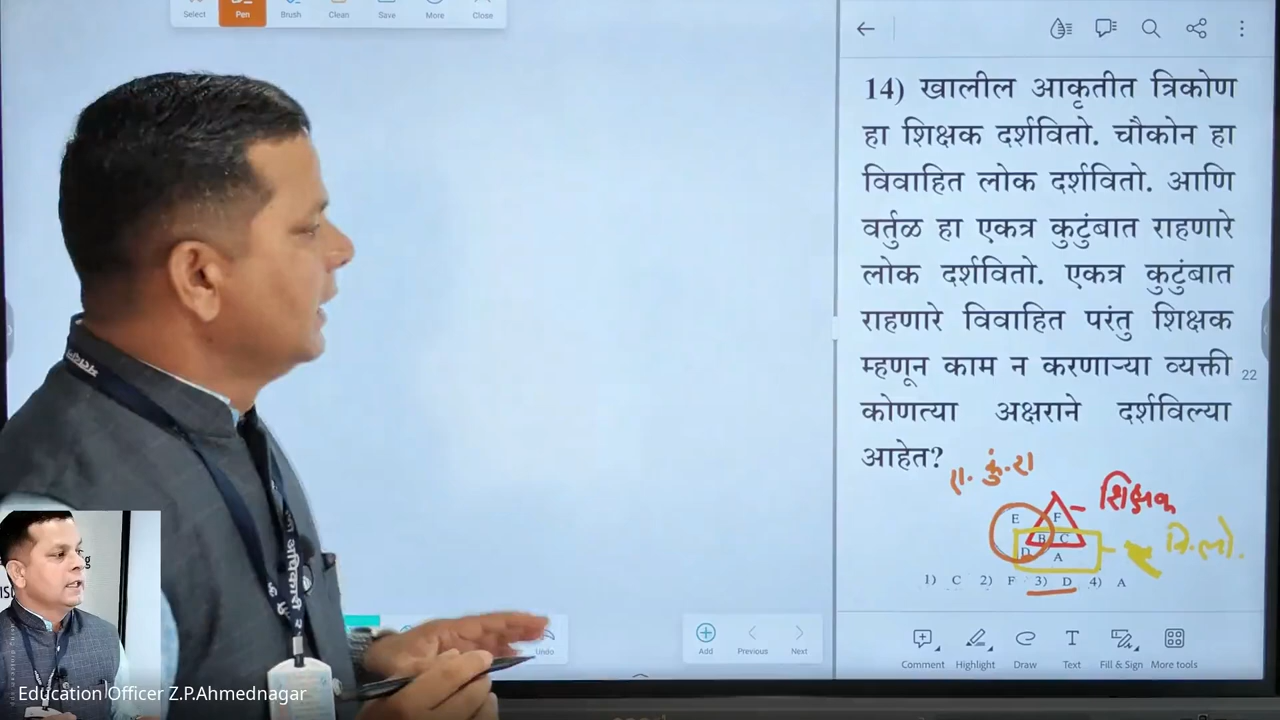 Select Pen Brush Clean Save More Close
14) खालील आकृतीत त्रिकोण
हा शिक्षक दर्शवितो. चौकोन हा
विवाहित लोक दर्शवितो. आणि
वर्तुळ हा एकत्र कुटुंबात राहणारे
लोक दर्शवितो. एकत्र कुटुंबात
राहणारे विवाहित परंतु शिक्षक
म्हणून काम न करणाऱ्या व्यक्ती
कोणत्या अक्षराने दर्शविल्या
आहेत?
22
ए. कुं. रा
शिक्षक
E F
B C
D A
वि.लो.
1) C 2) F 3) D 4) A
Undo Add Previous Next
Comment Highlight Draw Text Fill & Sign More tools
Education Officer Z.P.Ahmednagar